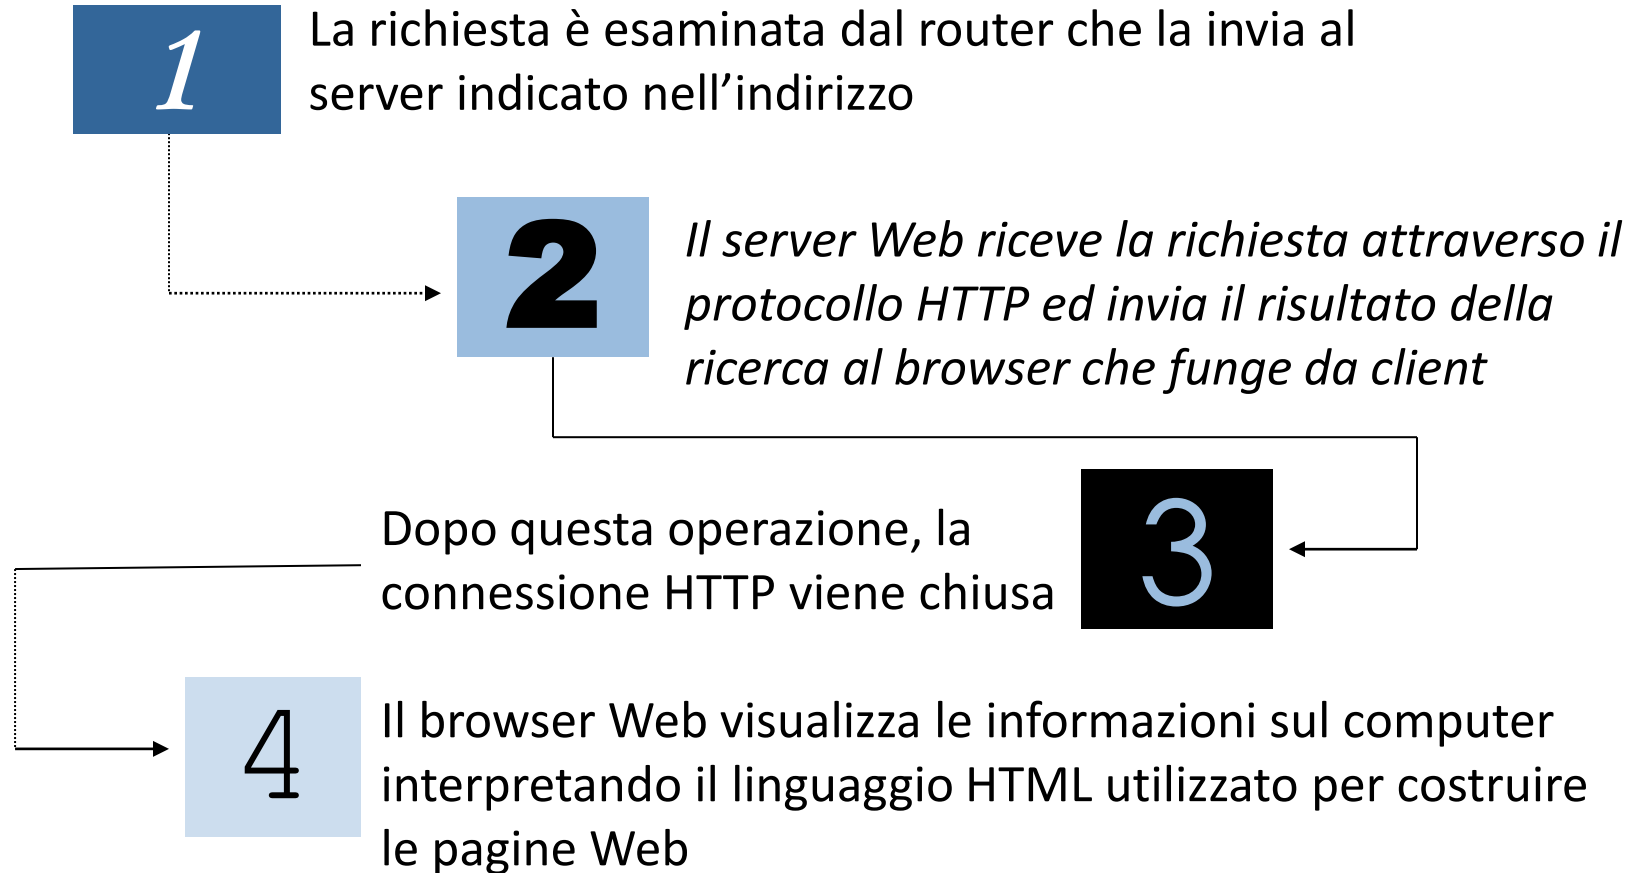 1
La richiesta è esaminata dal router che la invia al
server indicato nell’indirizzo
2
Il server Web riceve la richiesta attraverso il
protocollo HTTP ed invia il risultato della
ricerca al browser che funge da client
3
Dopo questa operazione, la
connessione HTTP viene chiusa
4
Il browser Web visualizza le informazioni sul computer
interpretando il linguaggio HTML utilizzato per costruire
le pagine Web